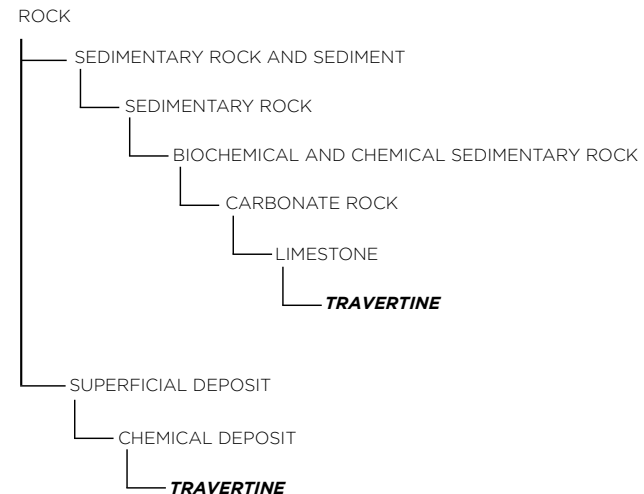 ROCK
SEDIMENTARY ROCK AND SEDIMENT
SEDIMENTARY ROCK
BIOCHEMICAL AND CHEMICAL SEDIMENTARY ROCK
CARBONATE ROCK
LIMESTONE
TRAVERTINE
SUPERFICIAL DEPOSIT
CHEMICAL DEPOSIT
TRAVERTINE